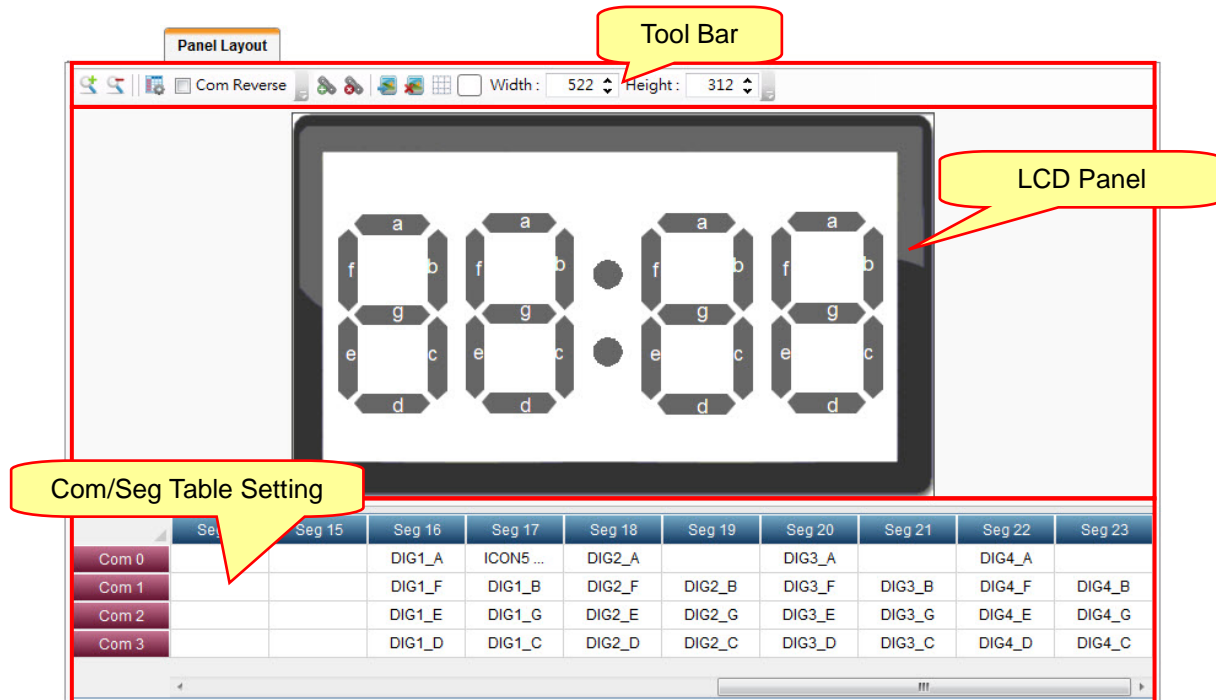 Tool Bar
Panel Layout
Com Reverse Width : 522 Height : 312
LCD Panel
a a a a
f b f b f b f b
g g g g
e c e c e c e c
d d d d
Com/Seg Table Setting
Seg Seg 15 Seg 16 Seg 17 Seg 18 Seg 19 Seg 20 Seg 21 Seg 22 Seg 23
Com 0 DIG1_A ICON5 ... DIG2_A DIG3_A DIG4_A
Com 1 DIG1_F DIG1_B DIG2_F DIG2_B DIG3_F DIG3_B DIG4_F DIG4_B
Com 2 DIG1_E DIG1_G DIG2_E DIG2_G DIG3_E DIG3_G DIG4_E DIG4_G
Com 3 DIG1_D DIG1_C DIG2_D DIG2_C DIG3_D DIG3_C DIG4_D DIG4_C